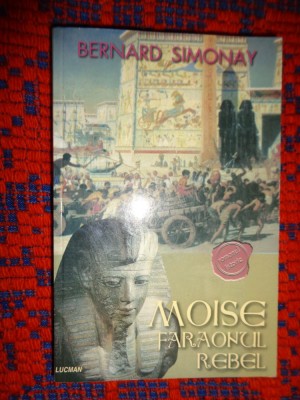 BERNARD SIMONAY
MOISE
FARAONUL
REBEL
LUCMAN